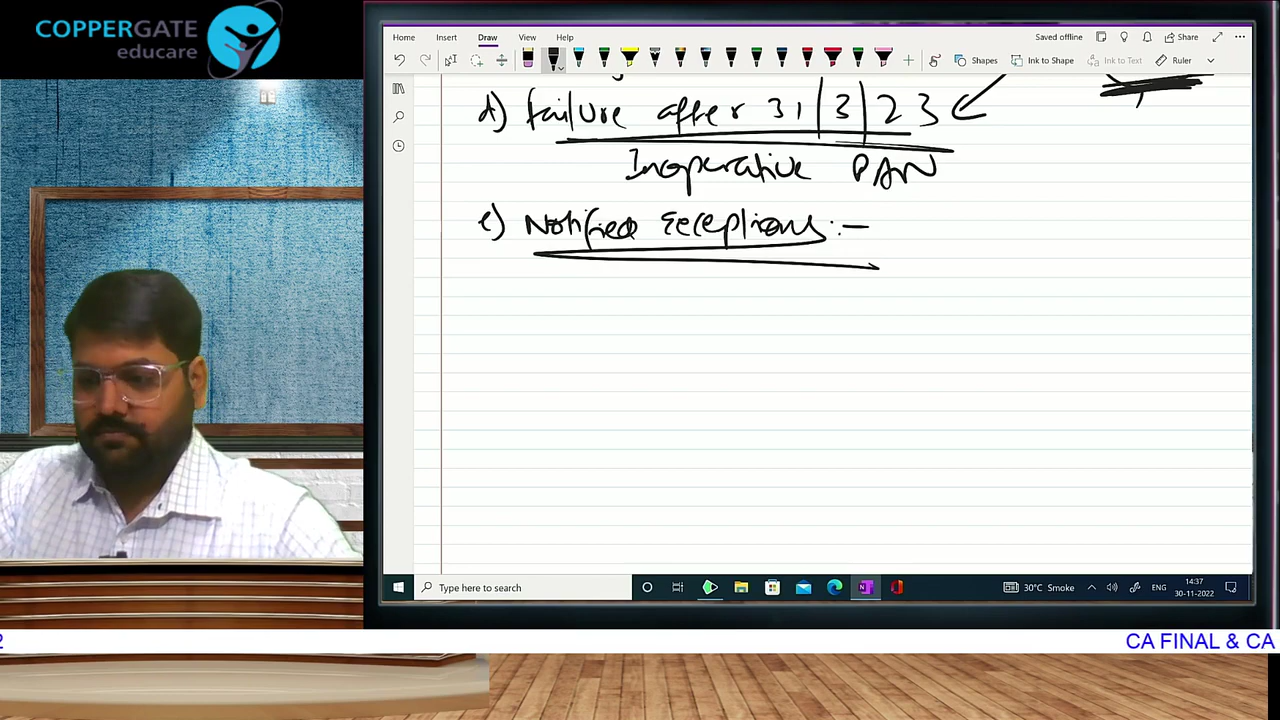 COPPERGATE
educare
Home Insert Draw View Help
Saved offline
Share
Shapes
Ink to Shape
Ink to Text
Ruler
d) failure after 31|3|23
Inoperative PAN
e) Notified exceptions :-
Type here to search
30°C Smoke
ENG
14:37
30-11-2022
2
CA FINAL & CA